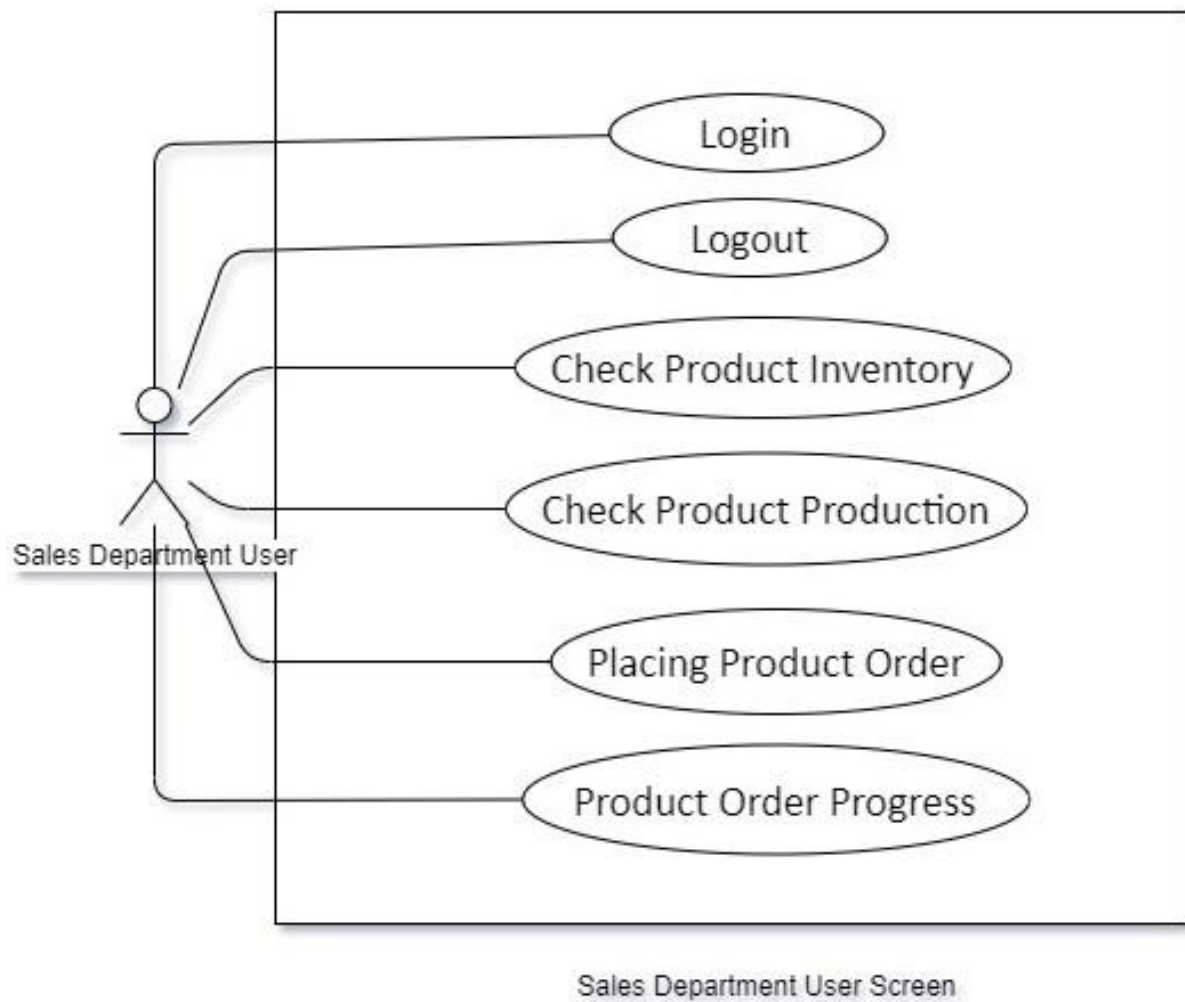 Login
Logout
Check Product Inventory
Check Product Production
Sales Department User
Placing Product Order
Product Order Progress
Sales Department User Screen